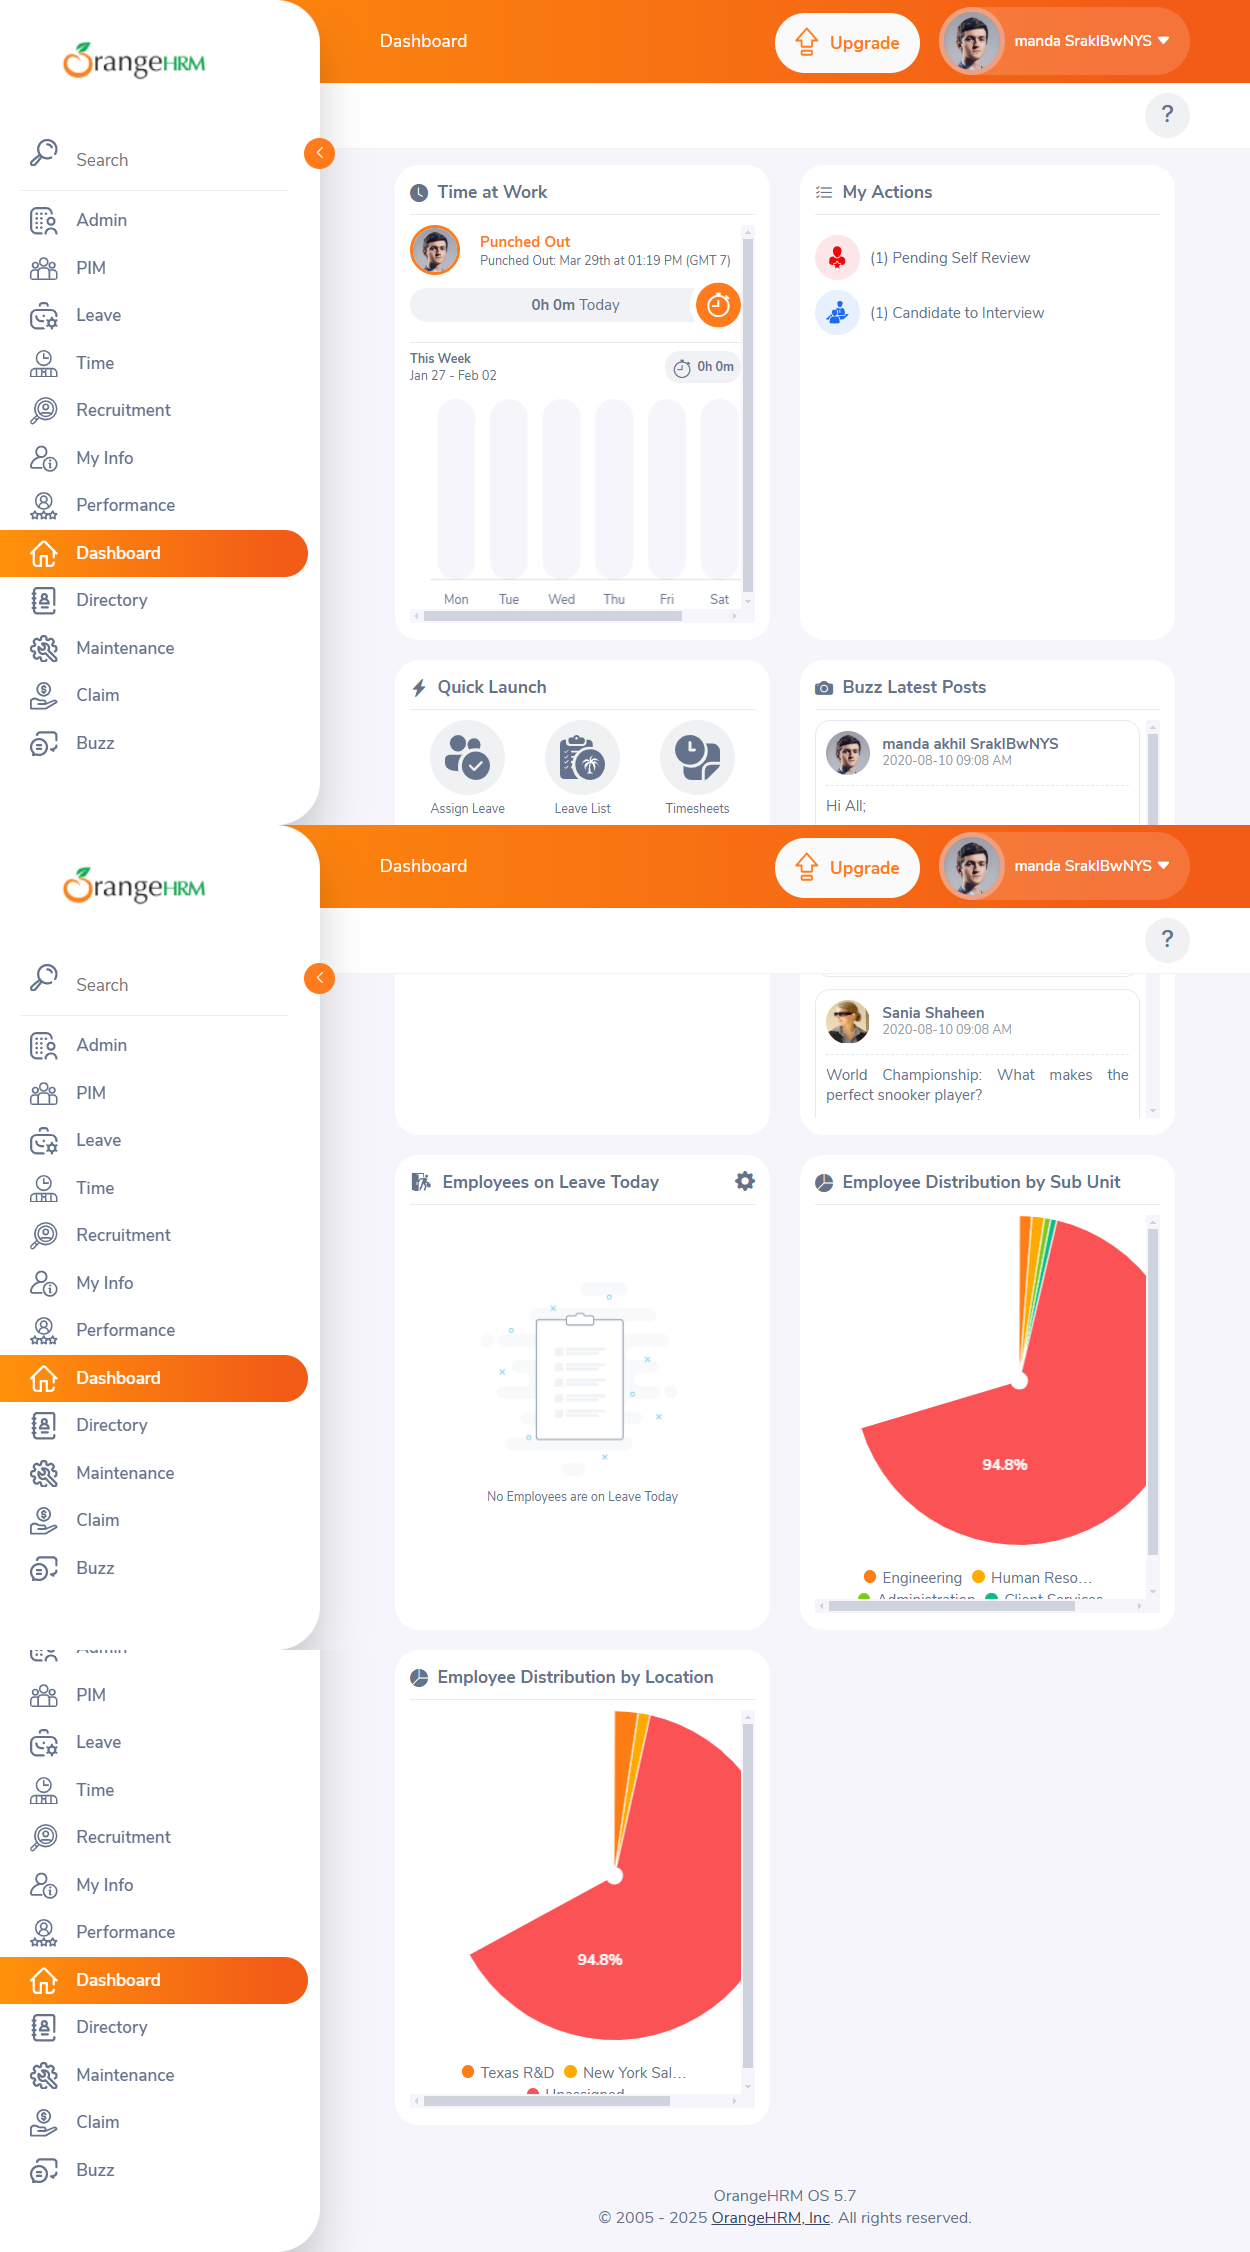 OrangeHRM
Dashboard
Upgrade
manda SraklBwNYS
?
Search
Admin
PIM
Leave
Time
Recruitment
My Info
Performance
Dashboard
Directory
Maintenance
Claim
Buzz
Time at Work
Punched Out
Punched Out: Mar 29th at 01:19 PM (GMT 7)
0h 0m Today
This Week
Jan 27 - Feb 02
0h 0m
Mon Tue Wed Thu Fri Sat
My Actions
(1) Pending Self Review
(1) Candidate to Interview
Quick Launch
Assign Leave
Leave List
Timesheets
Buzz Latest Posts
manda akhil SraklBwNYS
2020-08-10 09:08 AM
Hi All;
OrangeHRM
Dashboard
Upgrade
manda SraklBwNYS
?
Search
Admin
PIM
Leave
Time
Recruitment
My Info
Performance
Dashboard
Directory
Maintenance
Claim
Buzz
Sania Shaheen
2020-08-10 09:08 AM
World Championship: What makes the
perfect snooker player?
Employees on Leave Today
No Employees are on Leave Today
Employee Distribution by Sub Unit
94.8%
Engineering Human Reso...
Administration Client Services
Admin
PIM
Leave
Time
Recruitment
My Info
Performance
Dashboard
Directory
Maintenance
Claim
Buzz
Employee Distribution by Location
94.8%
Texas R&D New York Sal...
Unassigned
OrangeHRM OS 5.7
© 2005 - 2025 OrangeHRM, Inc. All rights reserved.